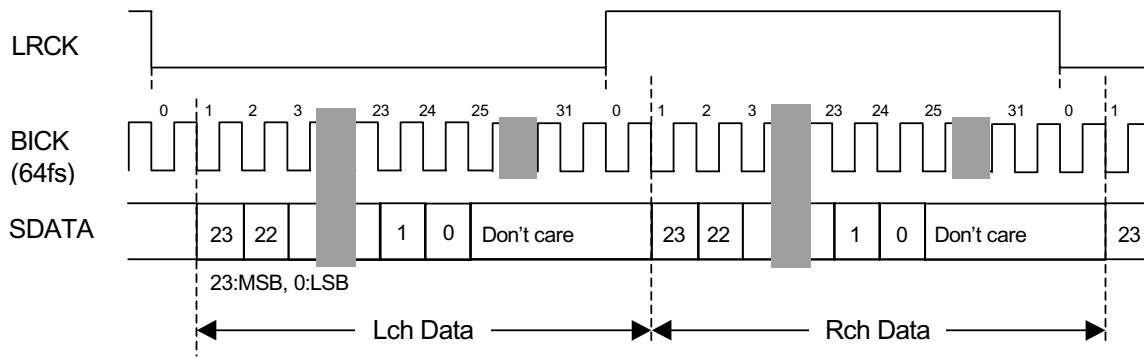 LRCK
0 1 2 3 23 24 25 31 0 1 2 3 23 24 25 31 0 1
BICK
(64fs)
SDATA 23 22 1 0 Don't care 23 22 1 0 Don't care 23
23:MSB, 0:LSB
Lch Data Rch Data